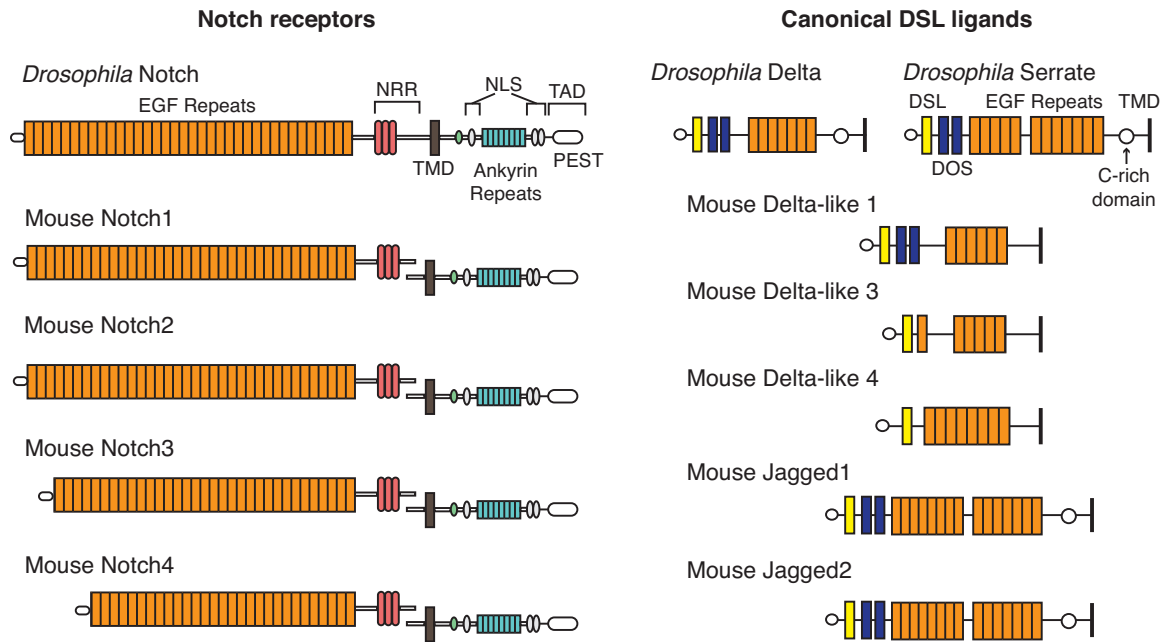 Notch receptors
Drosophila Notch
EGF Repeats
NRR
NLS
TAD
TMD
Ankyrin
Repeats
PEST
Mouse Notch1
Mouse Notch2
Mouse Notch3
Mouse Notch4
Canonical DSL ligands
Drosophila Delta
Drosophila Serrate
DSL
EGF Repeats
TMD
DOS
C-rich
domain
Mouse Delta-like 1
Mouse Delta-like 3
Mouse Delta-like 4
Mouse Jagged1
Mouse Jagged2